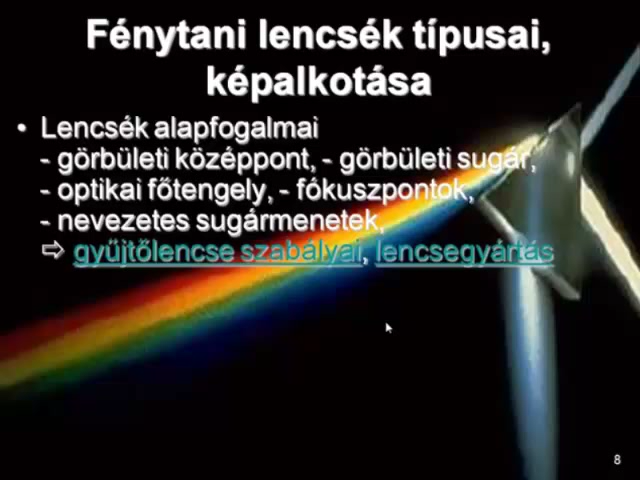 Fénytani lencsék típusai,
képalkotása
• Lencsék alapfogalmai
- görbületi középpont, - görbületi sugár,
- optikai főtengely, - fókuszpontok,
- nevezetes sugármenetek,
⇨ gyűjtőlencse szabályai, lencsegyártás
8